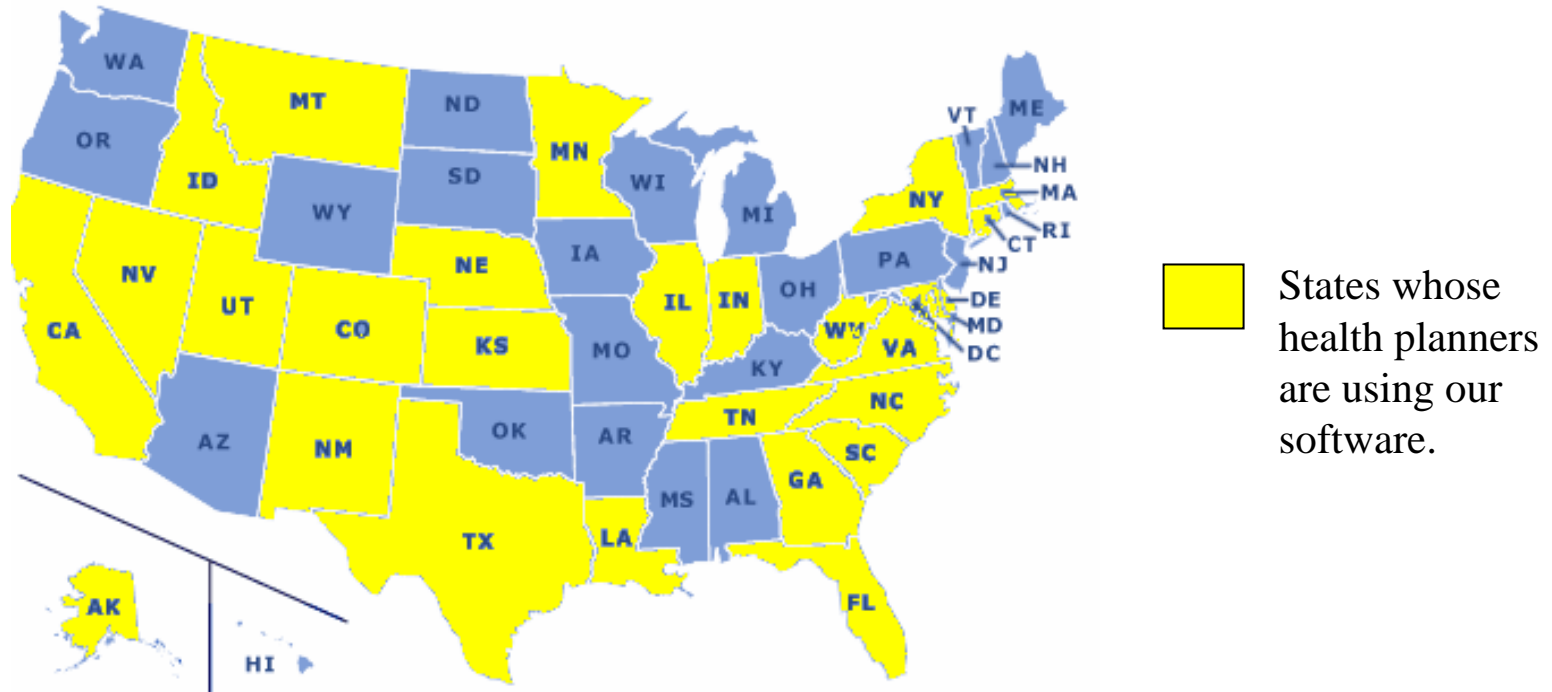 WA
MT
ND
MN
VT
ME
OR
ID
SD
WI
MI
NY
NH
MA
WY
RI
CT
NV
NE
IA
PA
NJ
UT
IL
IN
OH
DE
CA
CO
KS
MO
WV
VA
MD
DC
KY
AZ
NM
OK
AR
TN
NC
SC
MS
AL
GA
TX
LA
AK
FL
HI
States whose
health planners
are using our
software.